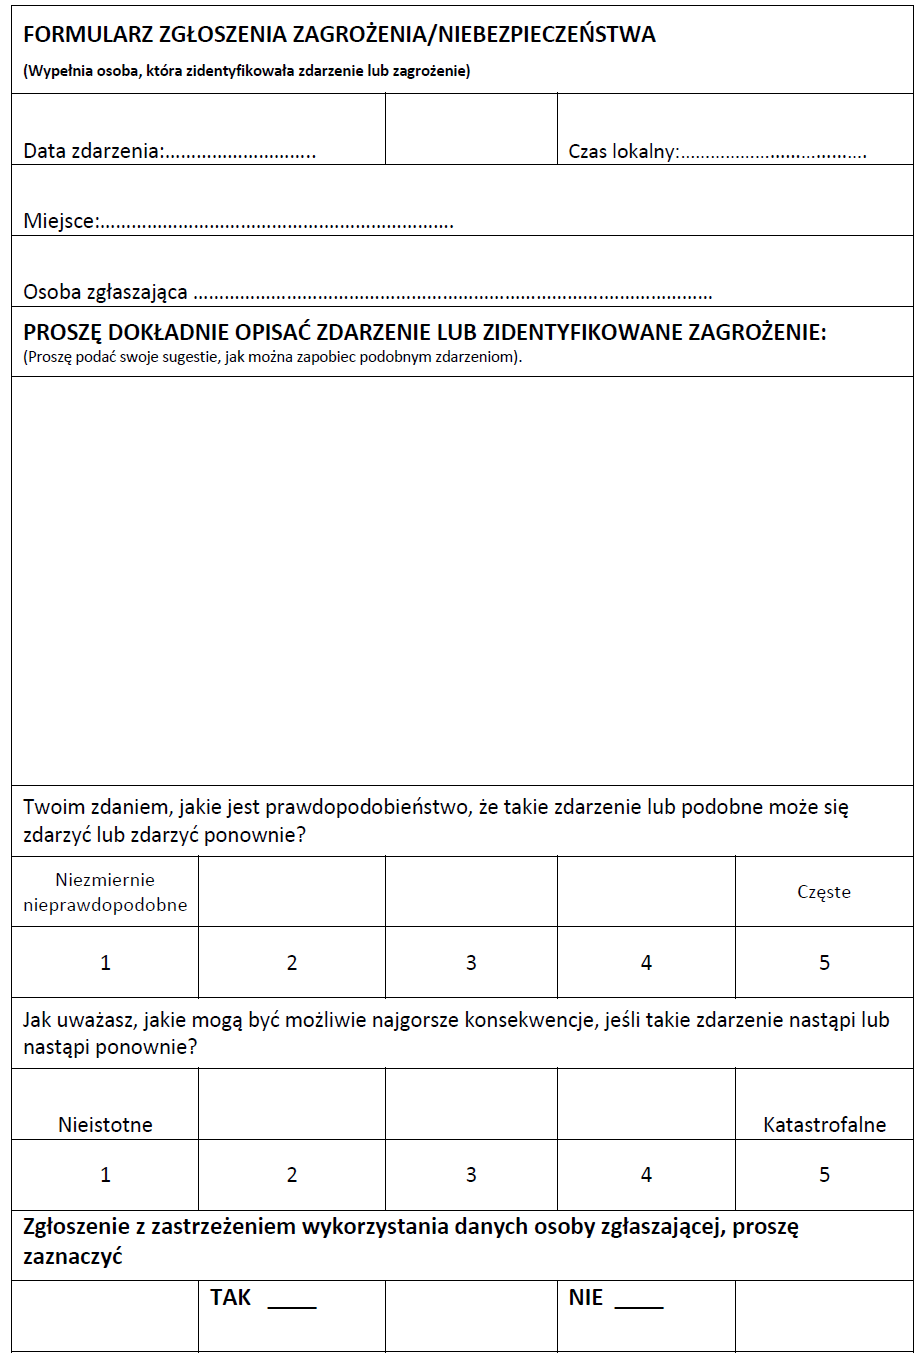 FORMULARZ ZGŁOSZENIA ZAGROŻENIA/NIEBEZPIECZEŃSTWA
(Wypełnia osoba, która zidentyfikowała zdarzenie lub zagrożenie)
Data zdarzenia:……………………….. Czas lokalny:………………………………….
Miejsce:…………………………………………………………….
Osoba zgłaszająca ……………………………………………………………………………………………
PROSZĘ DOKŁADNIE OPISAĆ ZDARZENIE LUB ZIDENTYFIKOWANE ZAGROŻENIE:
(Proszę podać swoje sugestie, jak można zapobiec podobnym zdarzeniom).
Twoim zdaniem, jakie jest prawdopodobieństwo, że takie zdarzenie lub podobne może się
zdarzyć lub zdarzyć ponownie?
Niezmiernie
nieprawdopodobne Częste
1 2 3 4 5
Jak uważasz, jakie mogą być możliwie najgorsze konsekwencje, jeśli takie zdarzenie nastąpi lub
nastąpi ponownie?
Nieistotne Katastrofalne
1 2 3 4 5
Zgłoszenie z zastrzeżeniem wykorzystania danych osoby zgłaszającej, proszę
zaznaczyć
TAK ____ NIE ____